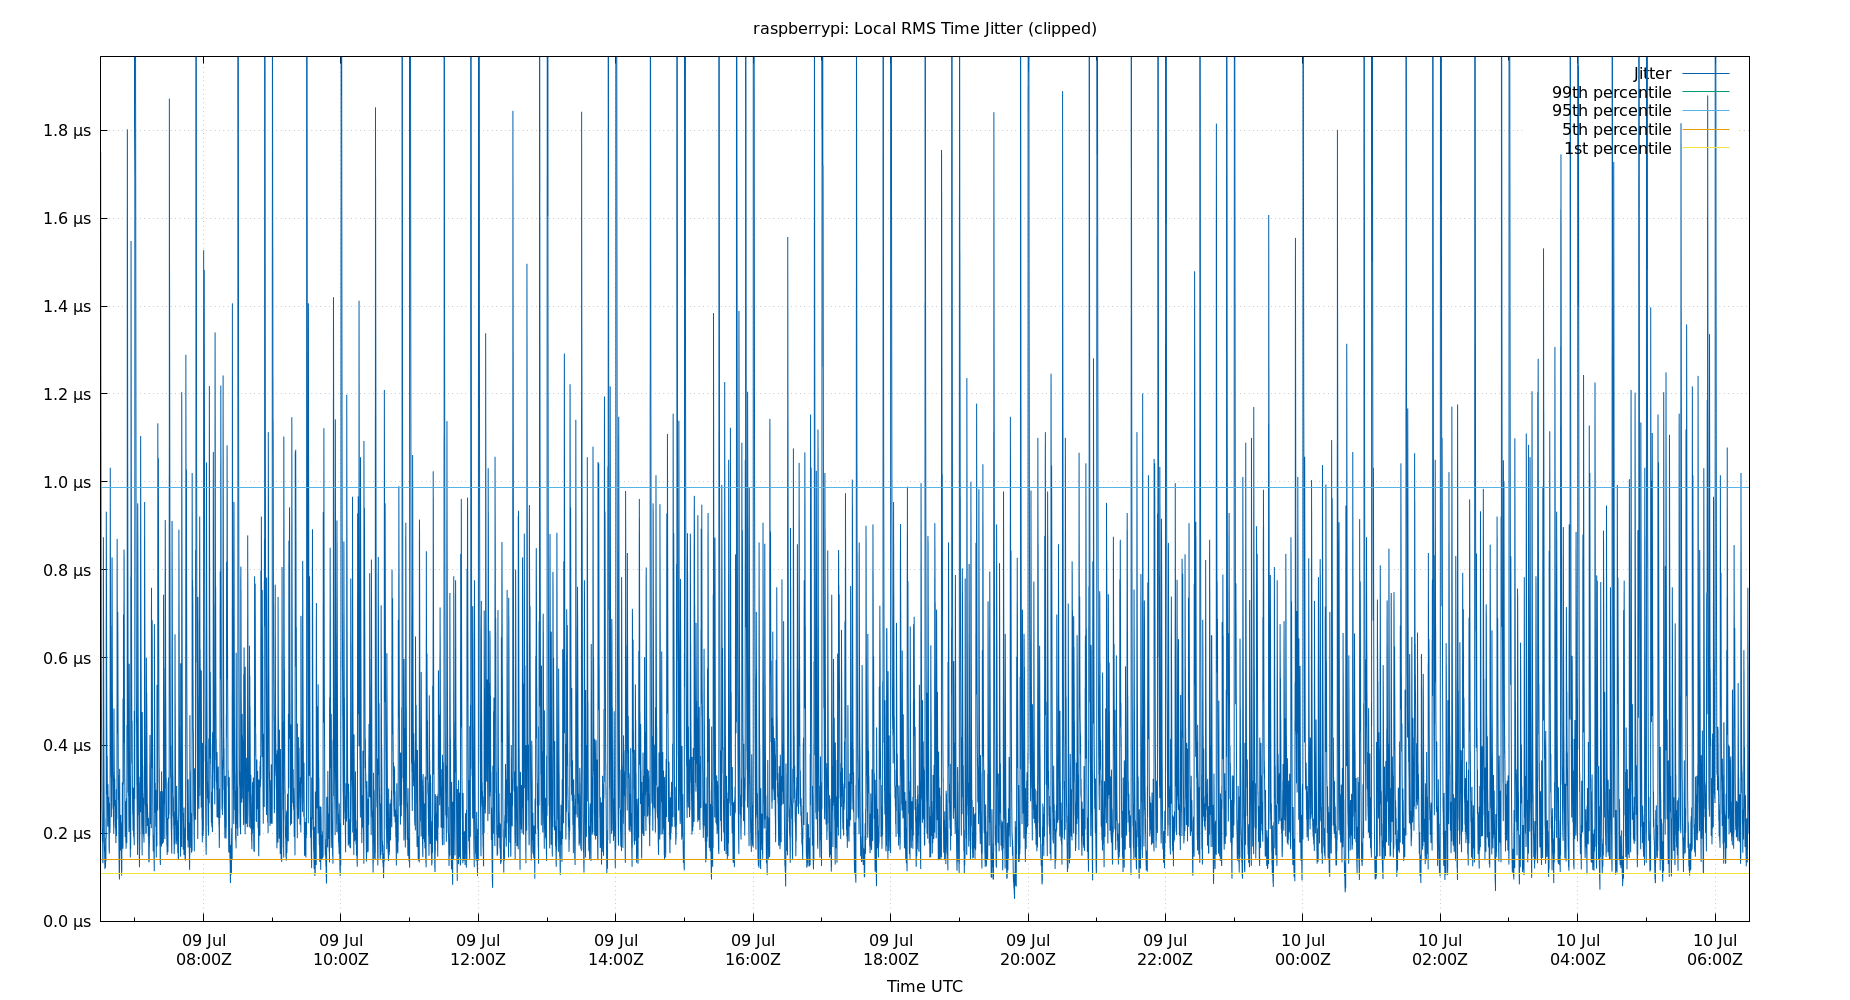 raspberrypi: Local RMS Time Jitter (clipped)
Jitter
99th percentile
95th percentile
5th percentile
1st percentile
1.8 μs
1.6 μs
1.4 μs
1.2 μs
1.0 μs
0.8 μs
0.6 μs
0.4 μs
0.2 μs
0.0 μs
09 Jul 09 Jul 09 Jul 09 Jul 09 Jul 09 Jul 09 Jul 09 Jul 10 Jul 10 Jul 10 Jul 10 Jul
08:00Z 10:00Z 12:00Z 14:00Z 16:00Z 18:00Z 20:00Z 22:00Z 00:00Z 02:00Z 04:00Z 06:00Z
Time UTC